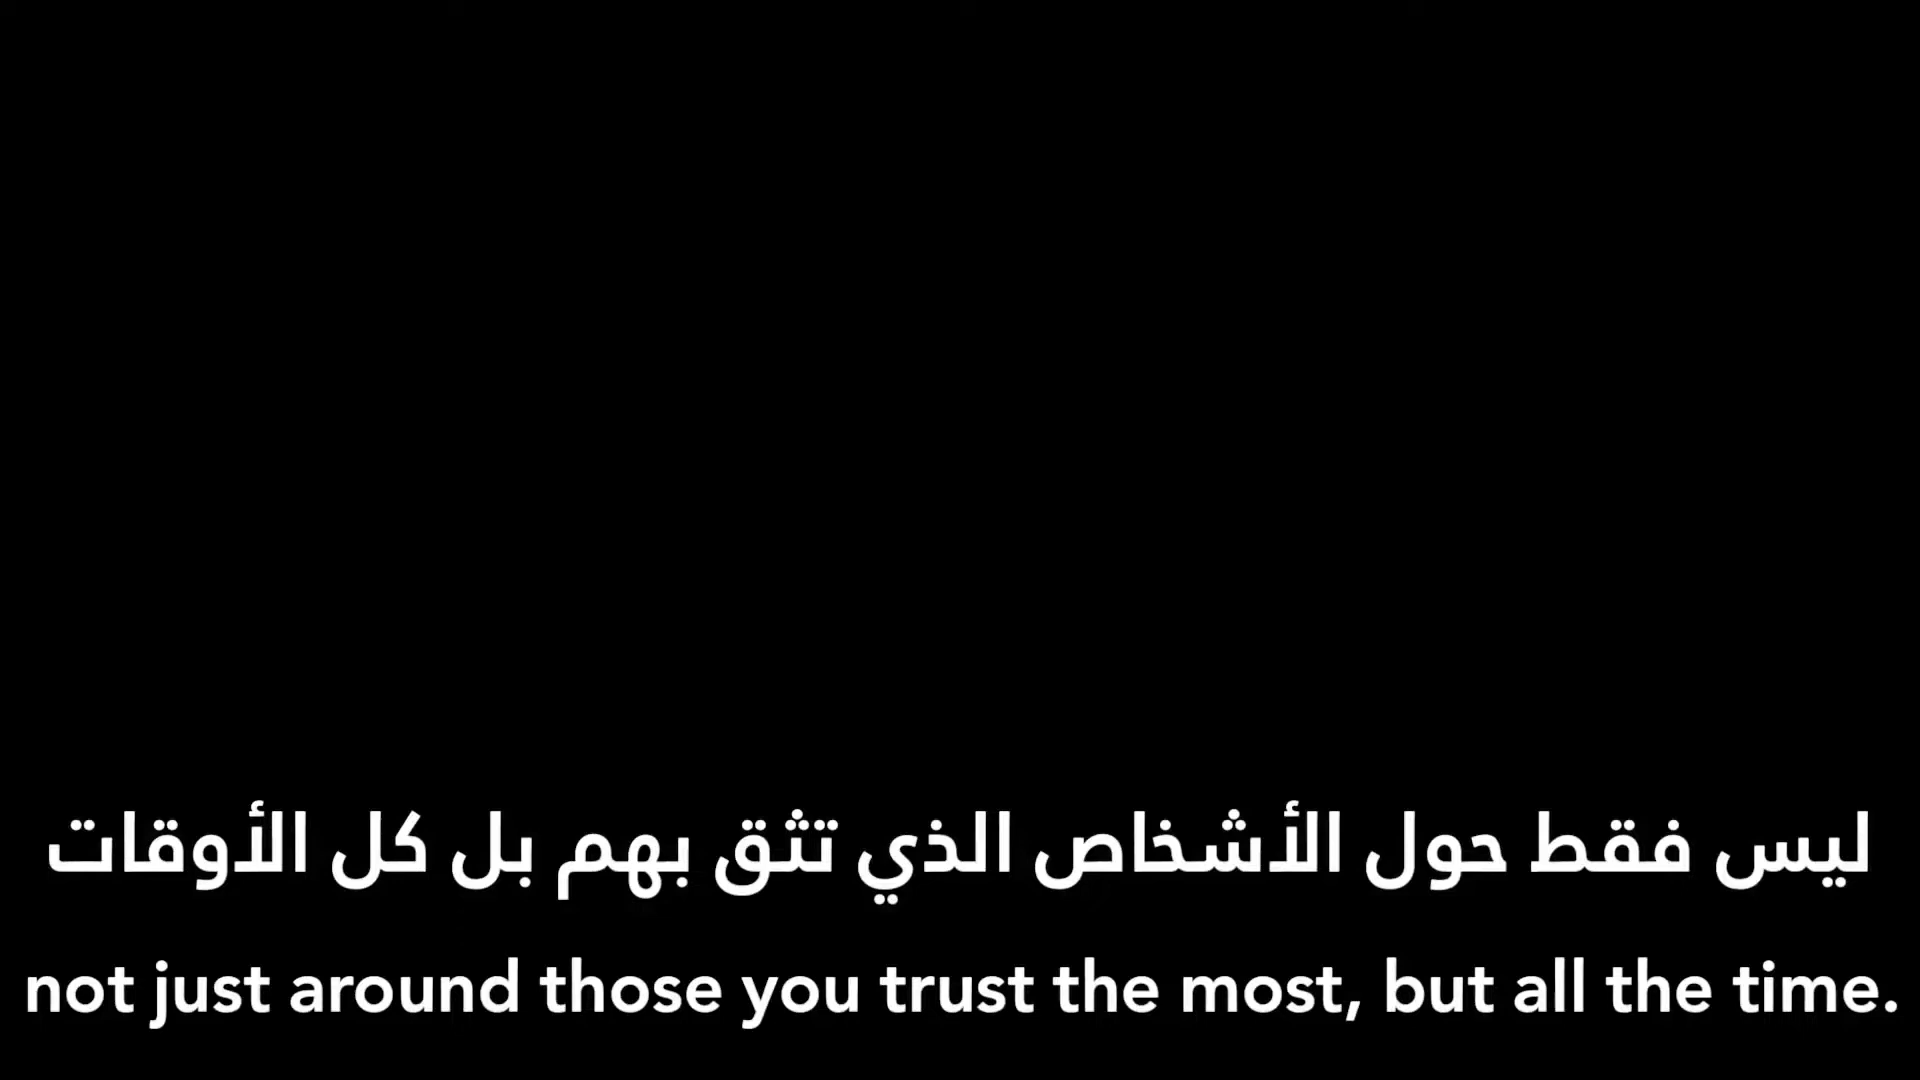 ليس فقط حول الأشخاص الذي تثق بهم بل كل الأوقات
not just around those you trust the most, but all the time.